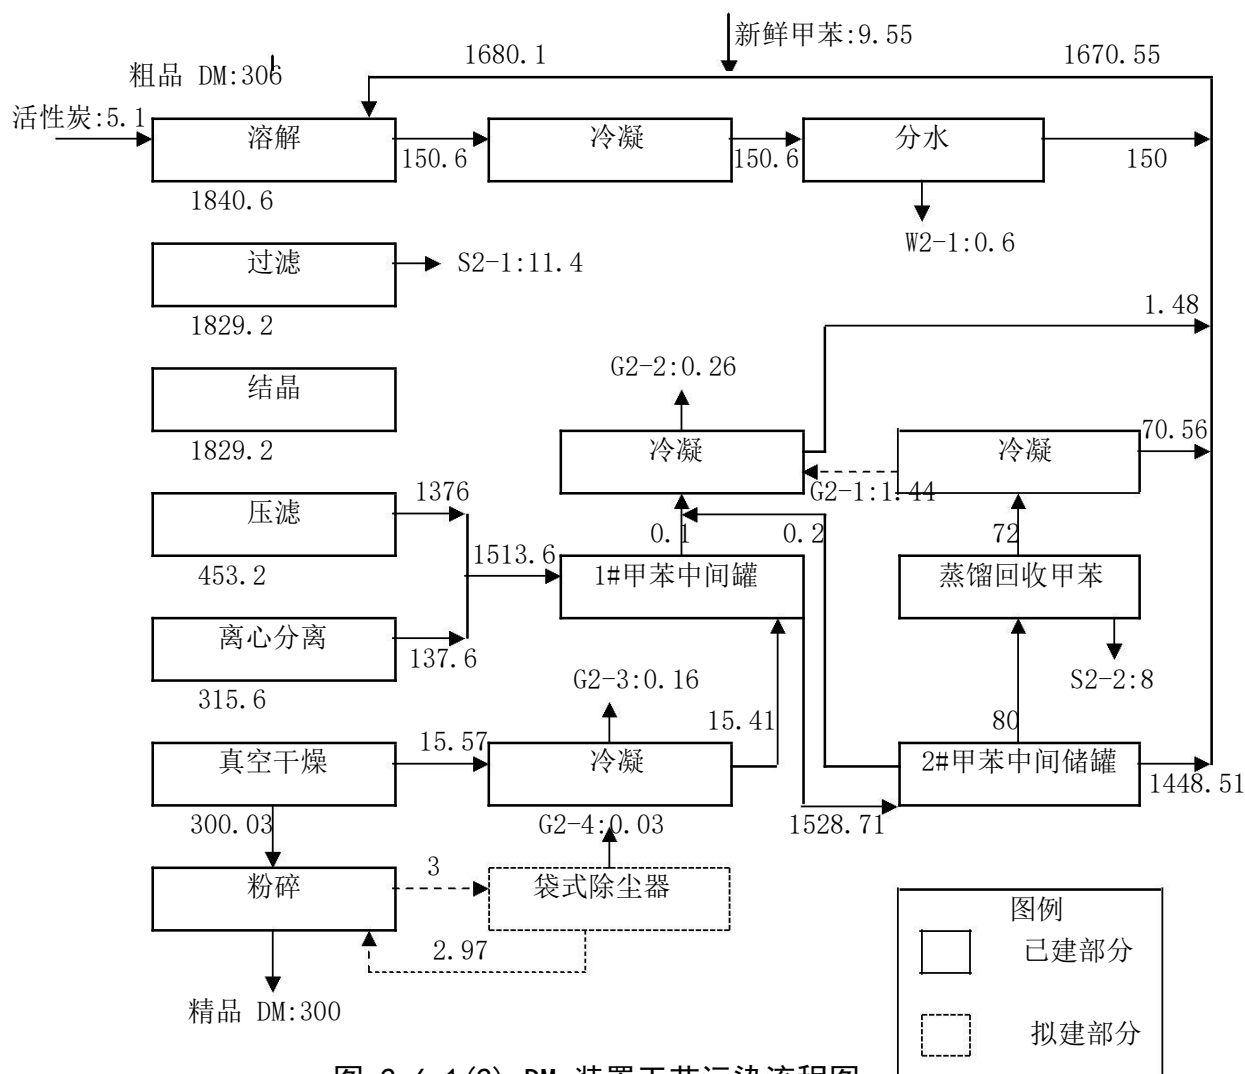 新鲜甲苯:9.55
1680.1
1670.55
粗品 DM:306
活性炭:5.1
溶解
冷凝
分水
150.6
150.6
150
1840.6
W2-1:0.6
过滤
S2-1:11.4
1829.2
1.48
结晶
G2-2:0.26
1829.2
冷凝
冷凝
70.56
G2-1:1.44
压滤
1376
0.1
0.2
72
1513.6
453.2
1#甲苯中间罐
蒸馏回收甲苯
离心分离
137.6
S2-2:8
315.6
G2-3:0.16
15.41
80
真空干燥
15.57
冷凝
2#甲苯中间储罐
1448.51
300.03
G2-4:0.03
1528.71
粉碎
3
袋式除尘器
2.97
精品 DM:300
图例
已建部分
拟建部分